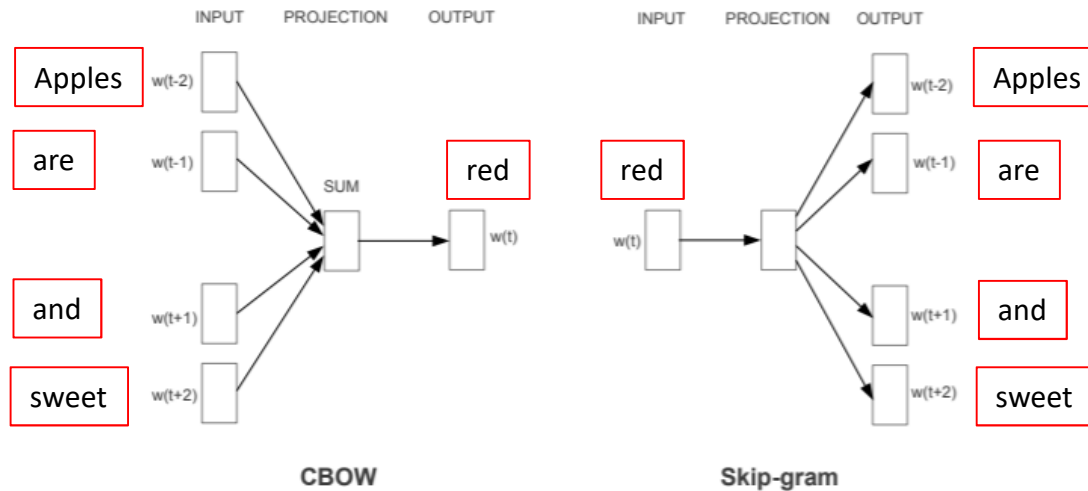 INPUT PROJECTION OUTPUT
Apples w(t-2)
are w(t-1)
SUM
red
w(t)
and w(t+1)
sweet w(t+2)
CBOW
INPUT PROJECTION OUTPUT
red
w(t)
w(t-2) Apples
w(t-1) are
w(t+1) and
w(t+2) sweet
Skip-gram